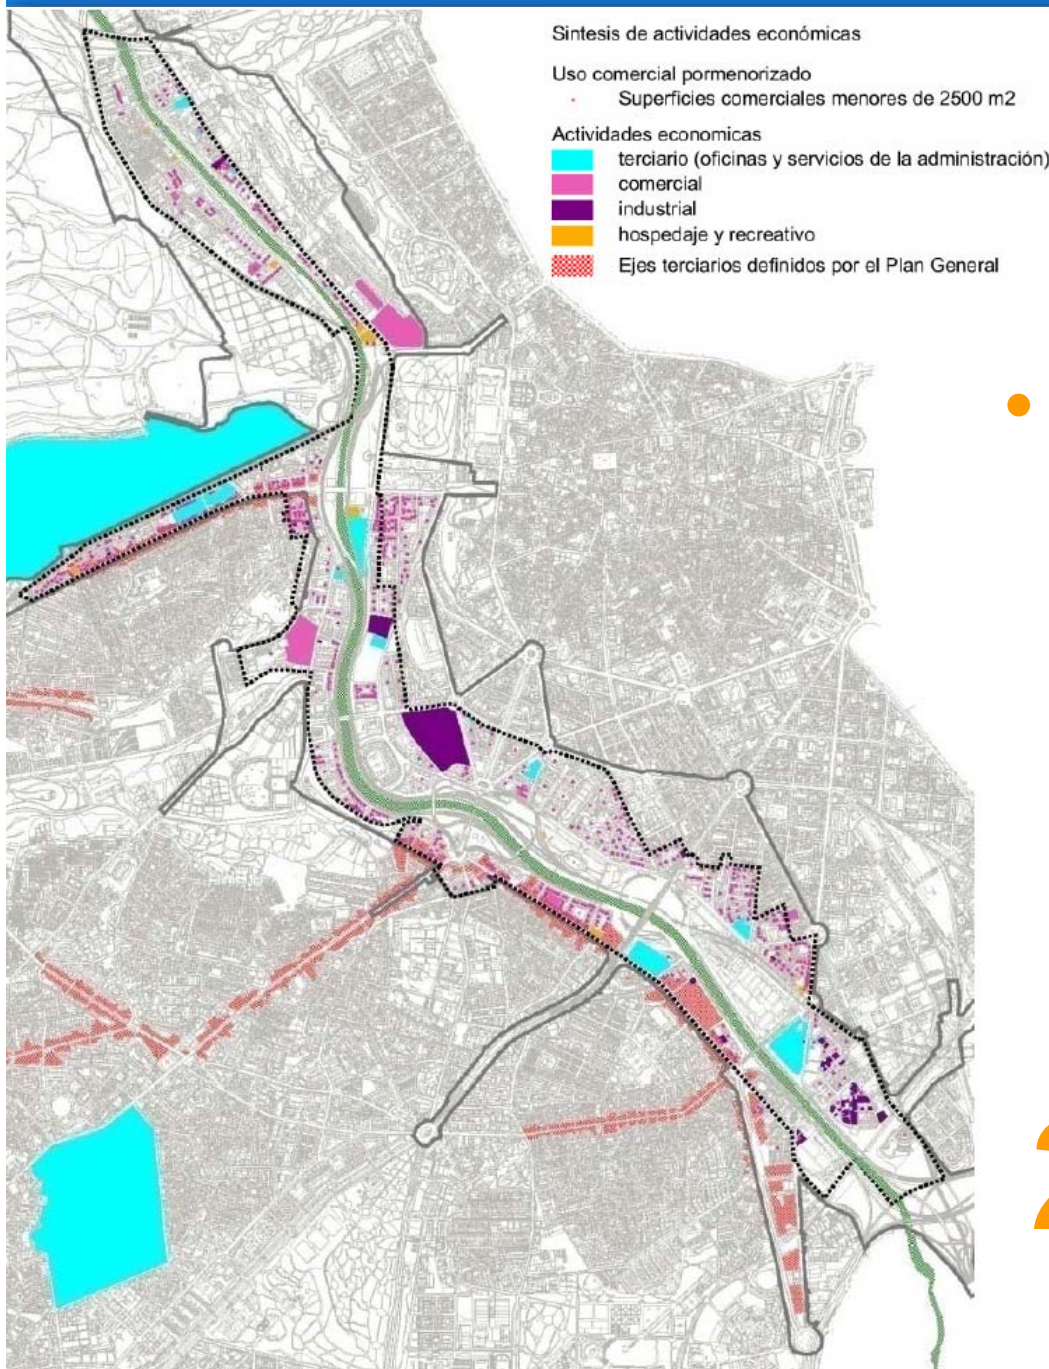 Sintesis de actividades económicas
Uso comercial pormenorizado
Superficies comerciales menores de 2500 m2
Actividades economicas
terciario (oficinas y servicios de la administración)
comercial
industrial
hospedaje y recreativo
Ejes terciarios definidos por el Plan General